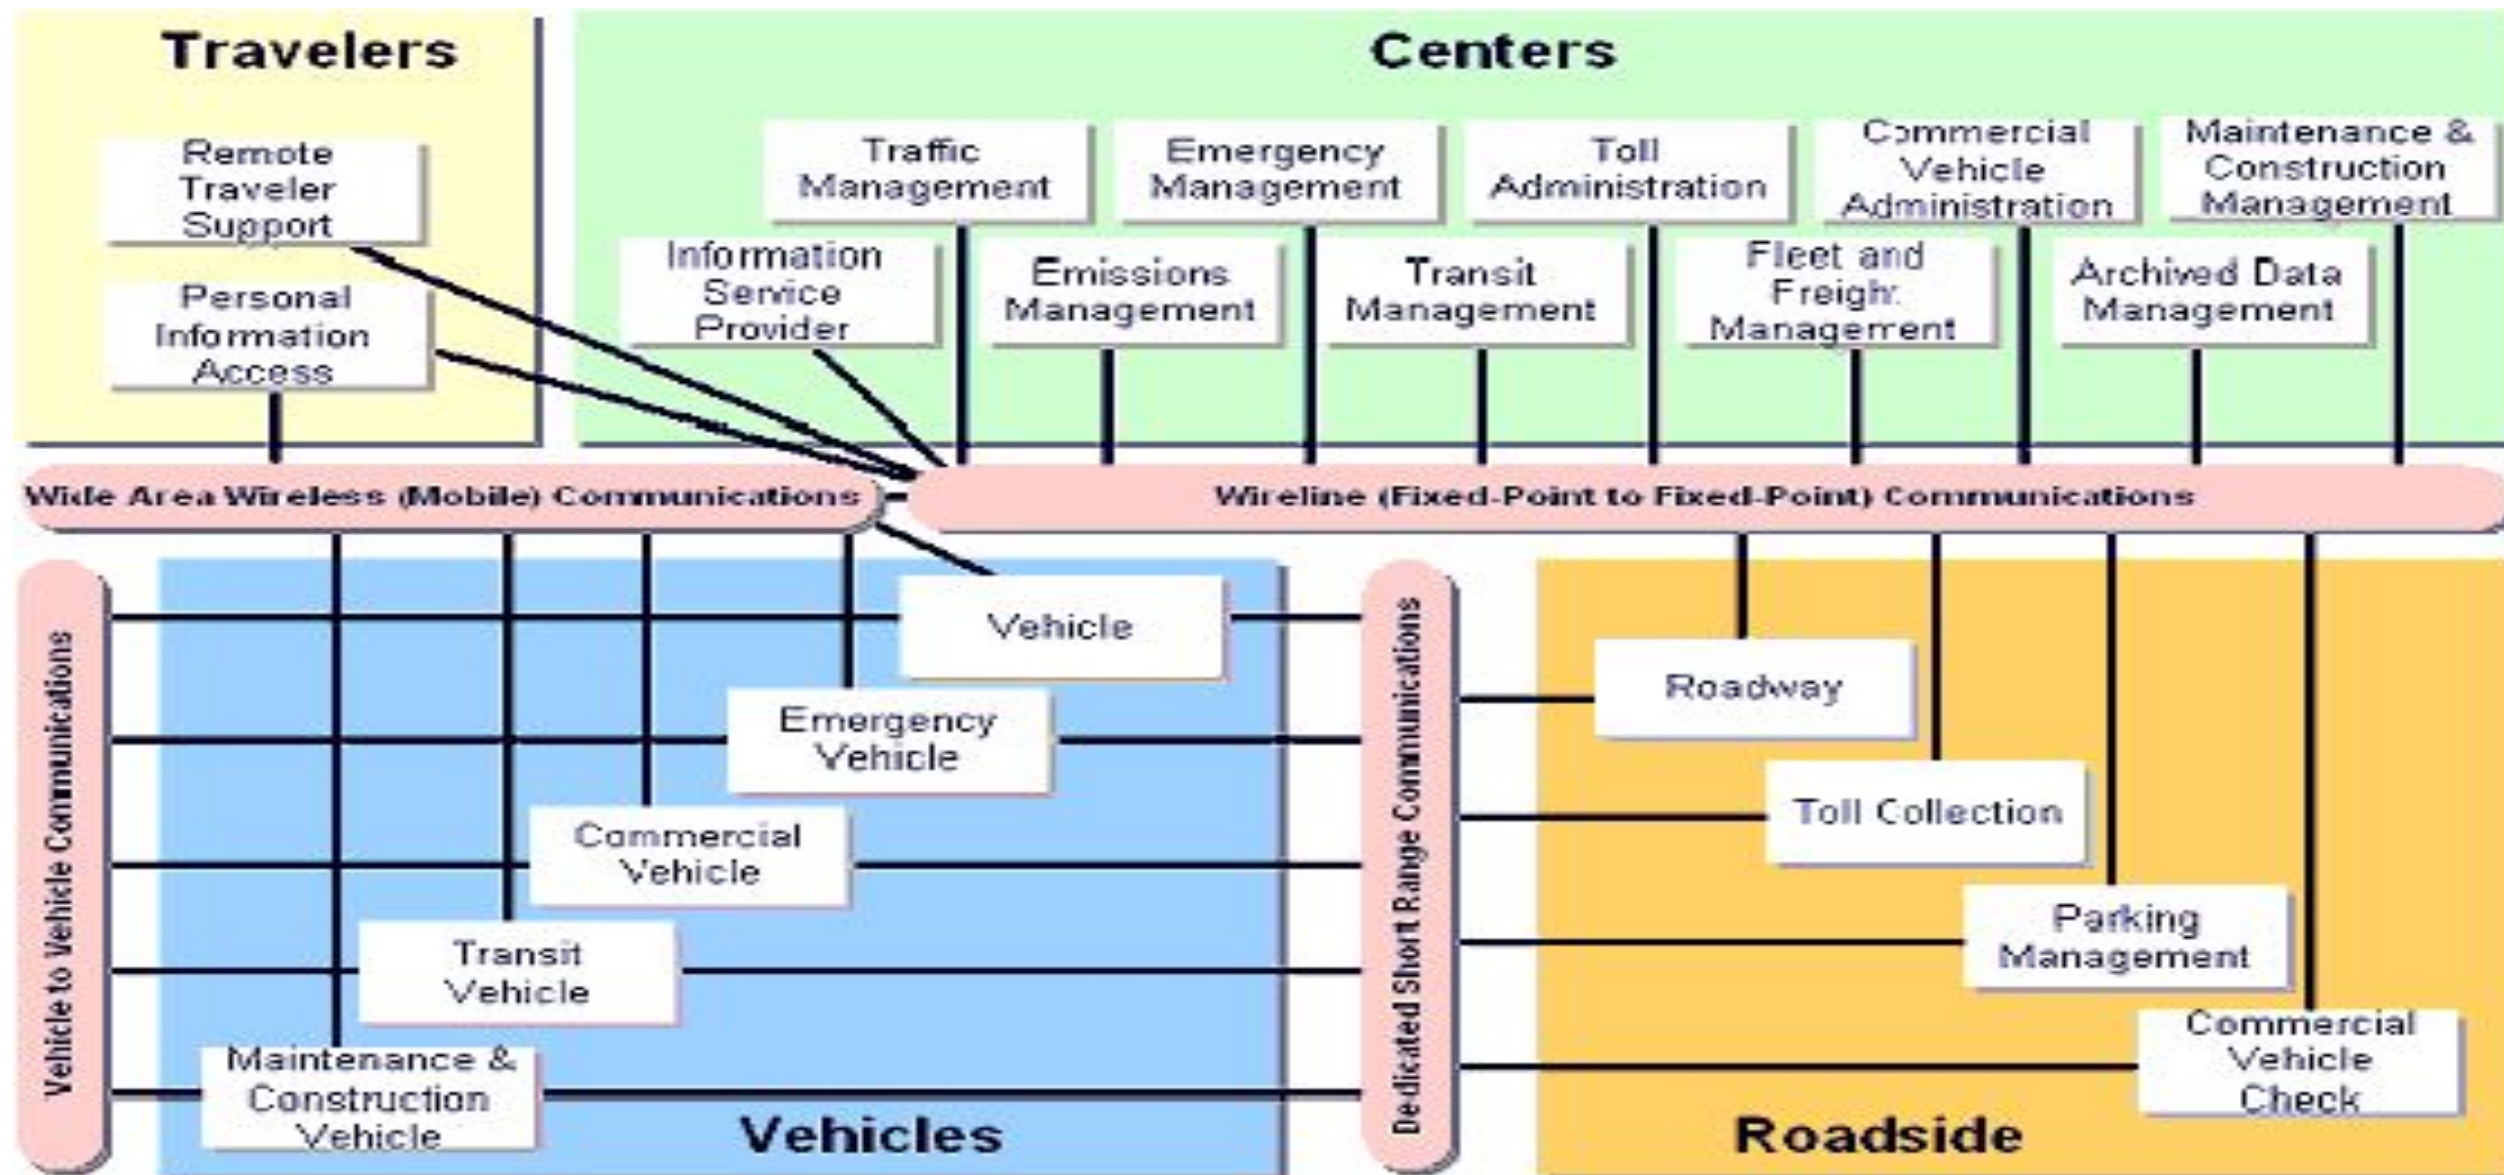 Travelers
Remote
Traveler
Support
Personal
Information
Access
Centers
Traffic
Management
Emergency
Management
Toll
Administration
Commercial
Vehicle
Administration
Maintenance &
Construction
Management
Information
Service
Provider
Emissions
Management
Transit
Management
Fleet and
Freight
Management
Archived Data
Management
Wide Area Wireless (Mobile) Communications
Wireline (Fixed-Point to Fixed-Point) Communications
Vehicle to Vehicle Communications
Vehicle
Emergency
Vehicle
Commercial
Vehicle
Transit
Vehicle
Maintenance &
Construction
Vehicle
Vehicles
Dedicated Short Range Communications
Roadway
Toll Collection
Parking
Management
Commercial
Vehicle
Check
Roadside